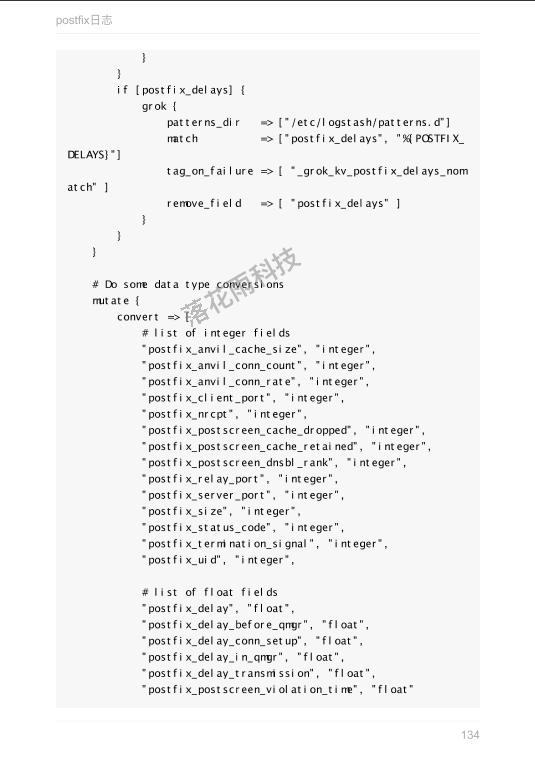 postfix日志
            }
        }
        if [postfix_delays] {
            grok {
                patterns_dir   => ["/etc/logstash/patterns.d"]
                match          => ["postfix_delays", "%{POSTFIX_
DELAYS}"]
                tag_on_failure => [ "_grok_kv_postfix_delays_nom
atch" ]
                remove_field   => [ "postfix_delays" ]
            }
        }
    }
    # Do some data type conversions
    mutate {
        convert => [
            # list of integer fields
            "postfix_anvil_cache_size", "integer",
            "postfix_anvil_conn_count", "integer",
            "postfix_anvil_conn_rate", "integer",
            "postfix_client_port", "integer",
            "postfix_nrcpt", "integer",
            "postfix_postscreen_cache_dropped", "integer",
            "postfix_postscreen_cache_retained", "integer",
            "postfix_postscreen_dnsbl_rank", "integer",
            "postfix_relay_port", "integer",
            "postfix_server_port", "integer",
            "postfix_size", "integer",
            "postfix_status_code", "integer",
            "postfix_termination_signal", "integer",
            "postfix_uid", "integer",
            # list of float fields
            "postfix_delay", "float",
            "postfix_delay_before_qmgr", "float",
            "postfix_delay_conn_setup", "float",
            "postfix_delay_in_qmgr", "float",
            "postfix_delay_transmission", "float",
            "postfix_postscreen_violation_time", "float"
落花雨科技
134